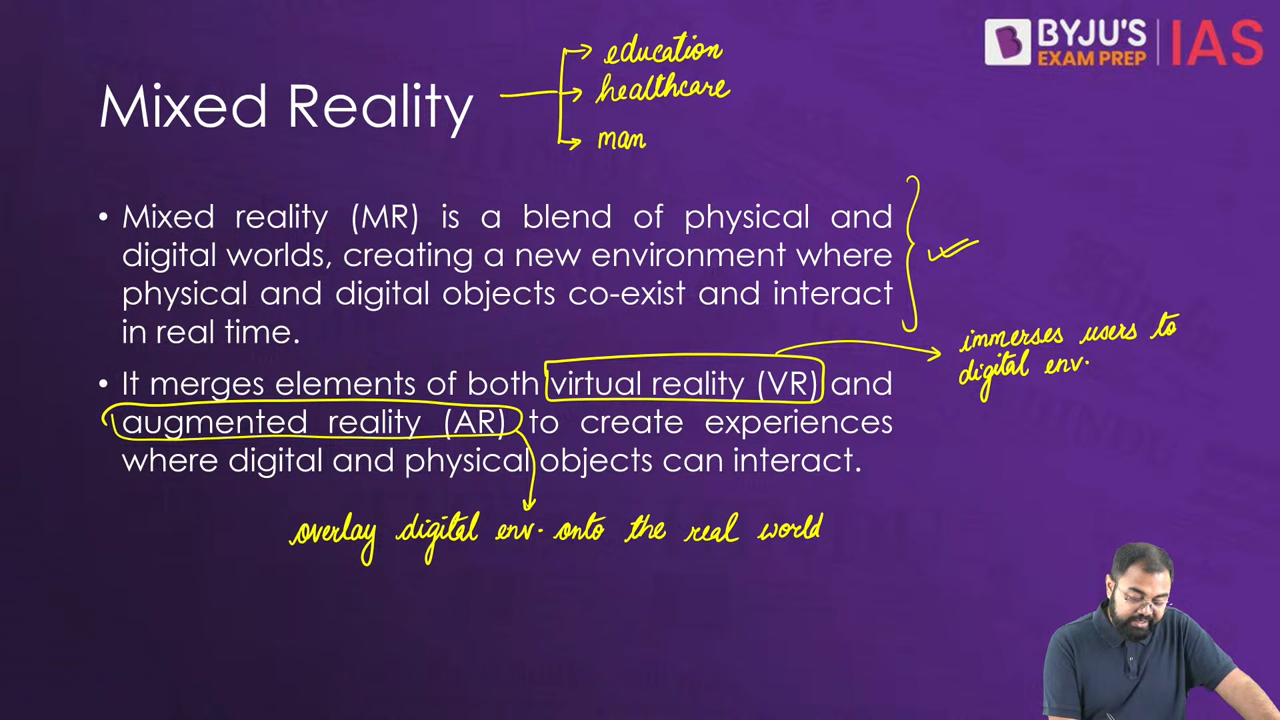 BYJU'S
EXAM PREP
IAS
education
healthcare
man
Mixed Reality
• Mixed reality (MR) is a blend of physical and
digital worlds, creating a new environment where
physical and digital objects co-exist and interact
in real time.
immerses users to
digital env.
• It merges elements of both virtual reality (VR) and
augmented reality (AR) to create experiences
where digital and physical objects can interact.
overlay digital env. onto the real world